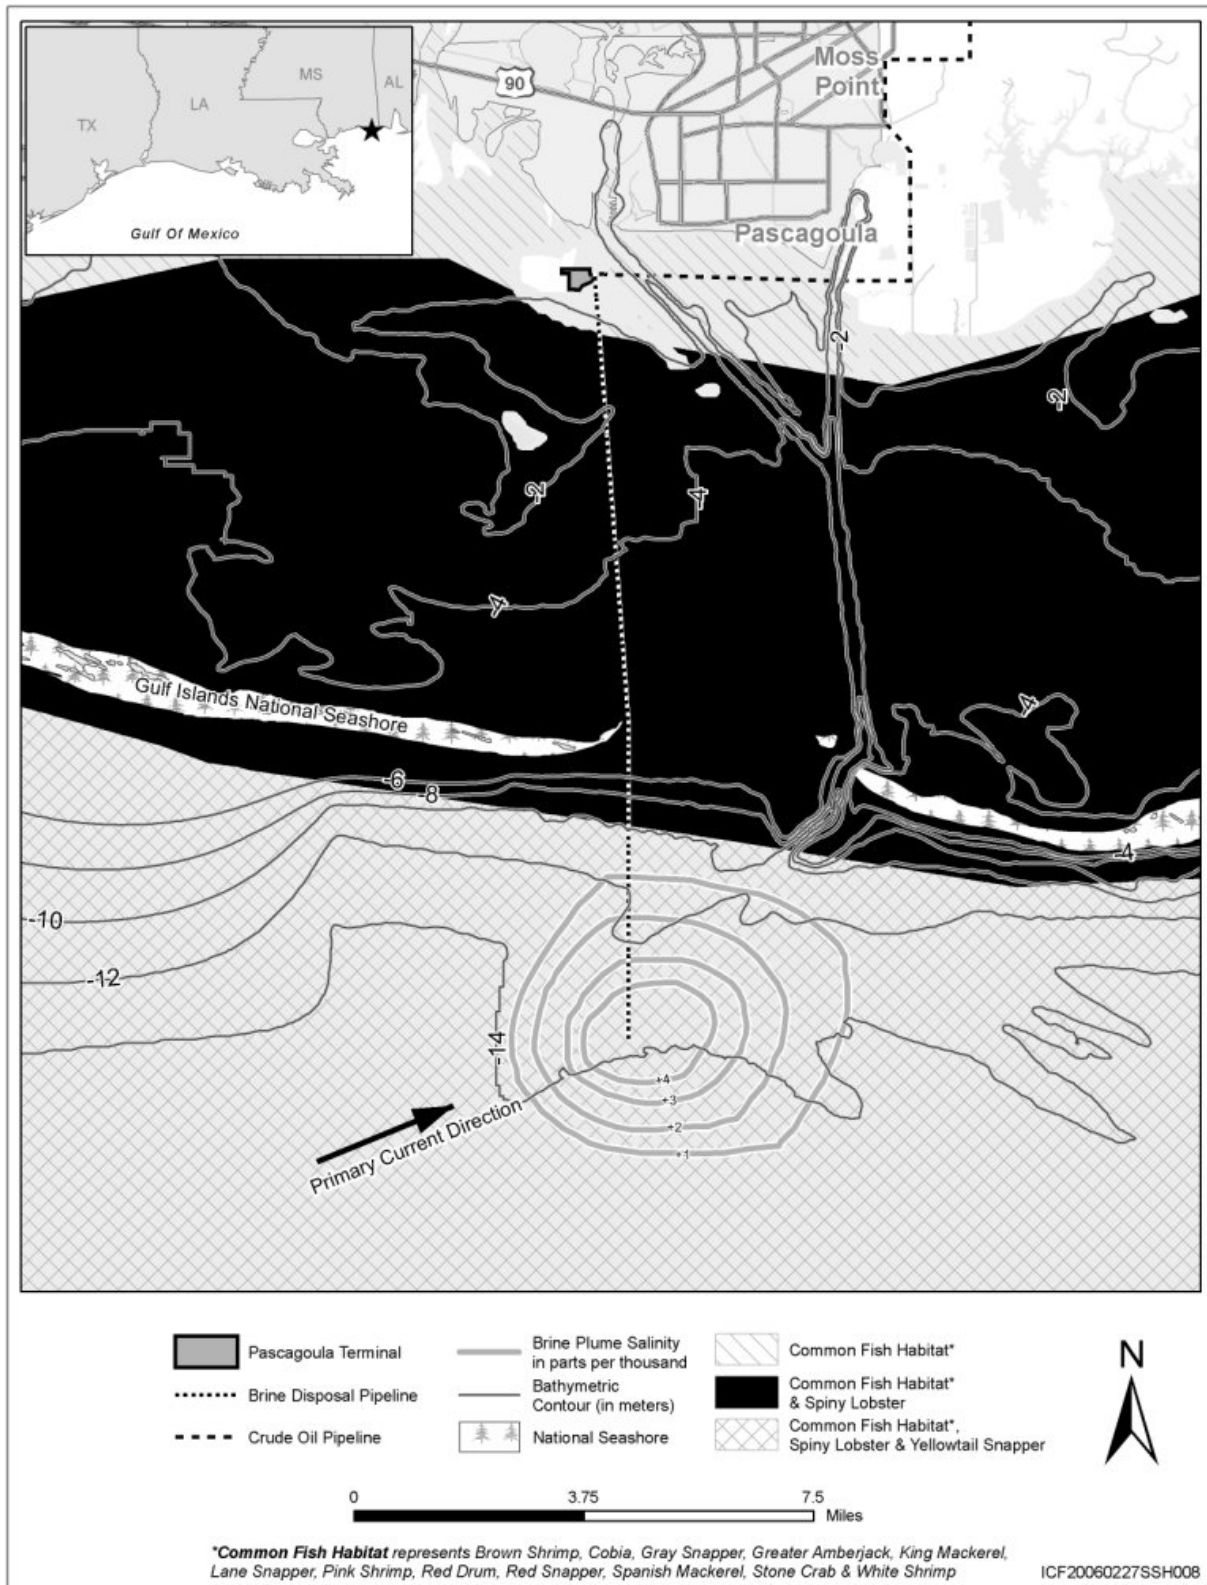 Moss
Point
90
MS
AL
LA
TX
Gulf Of Mexico
Pascagoula
-2
-2
-2
-4
-4
Gulf Islands National Seashore
-4
-6
-8
-4
-10
-12
-14
+4
+3
+2
+1
Primary Current Direction
Pascagoula Terminal
Brine Disposal Pipeline
Crude Oil Pipeline
Brine Plume Salinity
in parts per thousand
Bathymetric
Contour (in meters)
National Seashore
Common Fish Habitat*
Common Fish Habitat*
& Spiny Lobster
Common Fish Habitat*,
Spiny Lobster & Yellowtail Snapper
N
0 3.75 7.5
Miles
*Common Fish Habitat represents Brown Shrimp, Cobia, Gray Snapper, Greater Amberjack, King Mackerel,
Lane Snapper, Pink Shrimp, Red Drum, Red Snapper, Spanish Mackerel, Stone Crab & White Shrimp
ICF20060227SSH008